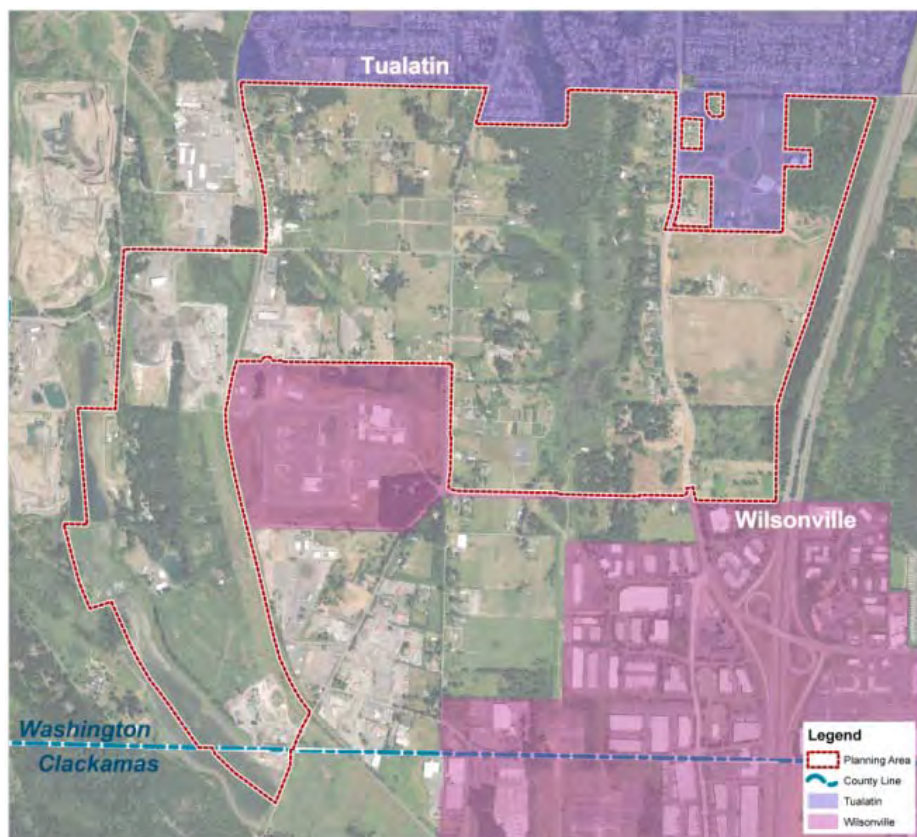 Tualatin
Wilsonville
Washington
Clackamas
Legend
Planning Area
County Line
Tualatin
Wilsonville